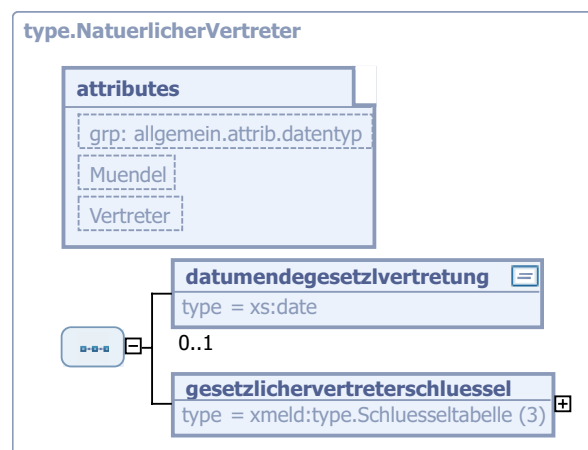 type.NatuerlicherVertreter
attributes
grp: allgemein.attrib.datentyp
Muendel
Vertreter
datumendegesetzlvertretung
type = xs:date
0..1
gesetzlichervertreterschluessel
type = xmeld:type.Schluesseltabelle (3)